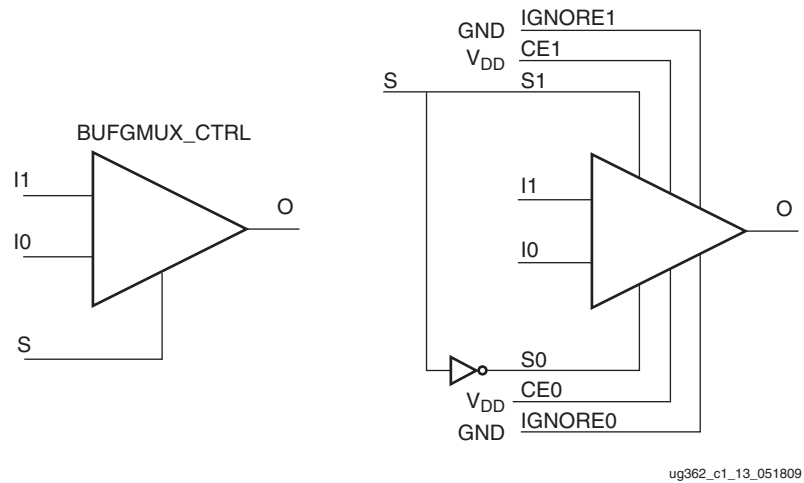 BUFGMUX_CTRL
I1
I0
S
O
GND IGNORE1
VDD CE1
S S1
I1
I0
O
S0
VDD CE0
GND IGNORE0
ug362_c1_13_051809